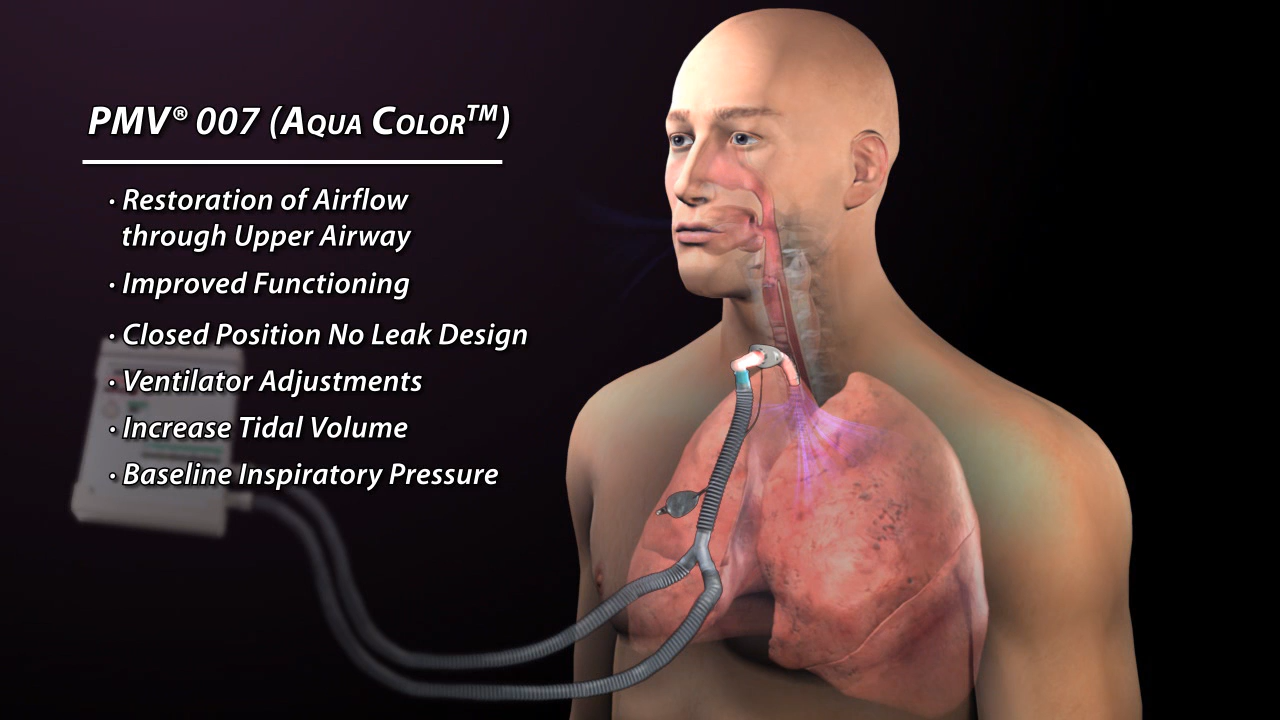 PMV® 007 (Aqua Color™)
· Restoration of Airflow
through Upper Airway
· Improved Functioning
· Closed Position No Leak Design
· Ventilator Adjustments
· Increase Tidal Volume
· Baseline Inspiratory Pressure